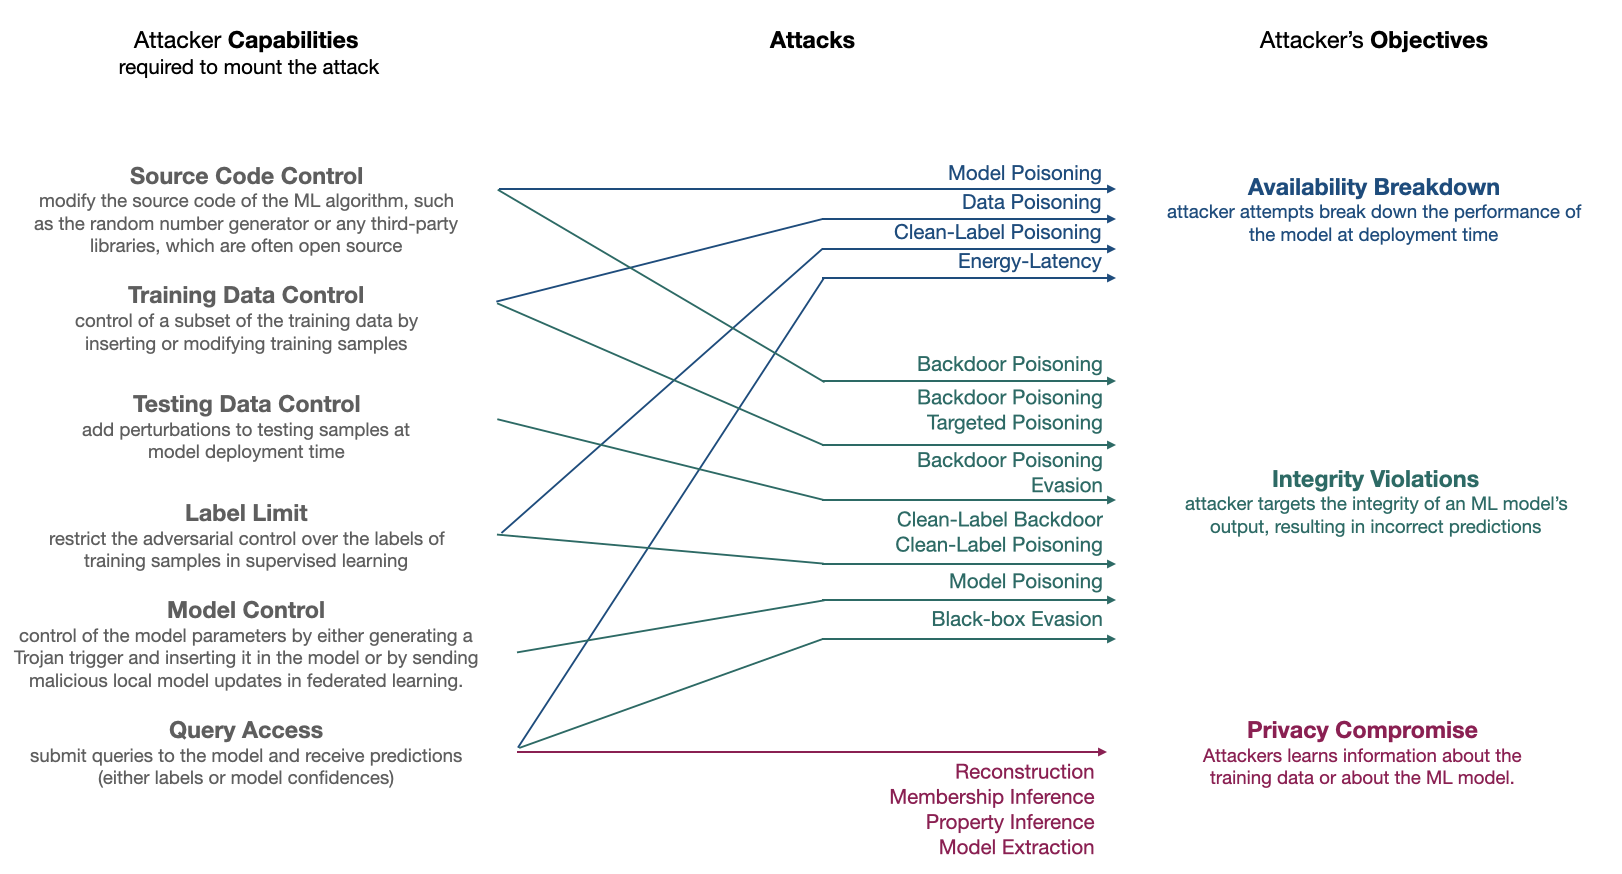 Attacker Capabilities
required to mount the attack
Attacks
Attacker's Objectives
Source Code Control
modify the source code of the ML algorithm, such
as the random number generator or any third-party
libraries, which are often open source
Training Data Control
control of a subset of the training data by
inserting or modifying training samples
Testing Data Control
add perturbations to testing samples at
model deployment time
Label Limit
restrict the adversarial control over the labels of
training samples in supervised learning
Model Control
control of the model parameters by either generating a
Trojan trigger and inserting it in the model or by sending
malicious local model updates in federated learning.
Query Access
submit queries to the model and receive predictions
(either labels or model confidences)
Model Poisoning
Data Poisoning
Clean-Label Poisoning
Energy-Latency
Backdoor Poisoning
Backdoor Poisoning
Targeted Poisoning
Backdoor Poisoning
Evasion
Clean-Label Backdoor
Clean-Label Poisoning
Model Poisoning
Black-box Evasion
Reconstruction
Membership Inference
Property Inference
Model Extraction
Availability Breakdown
attacker attempts break down the performance of
the model at deployment time
Integrity Violations
attacker targets the integrity of an ML model's
output, resulting in incorrect predictions
Privacy Compromise
Attackers learns information about the
training data or about the ML model.